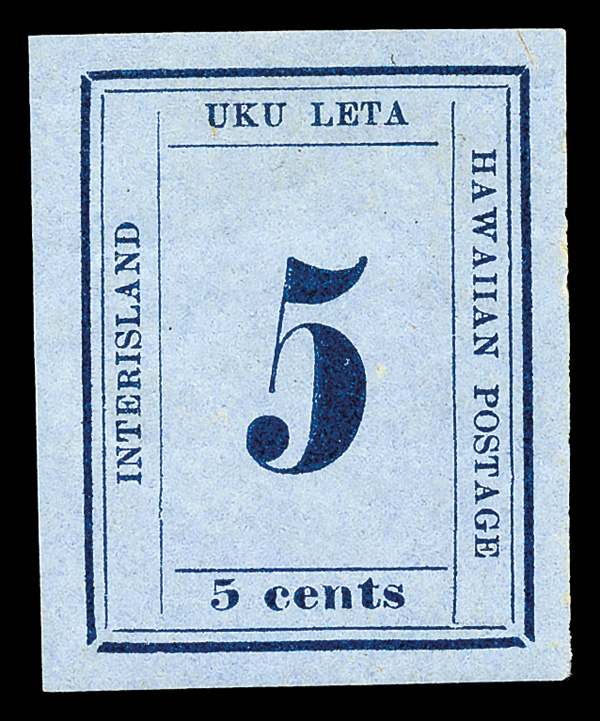 UKU LETA
INTERISLAND
5
HAWAIIAN POSTAGE
5 cents